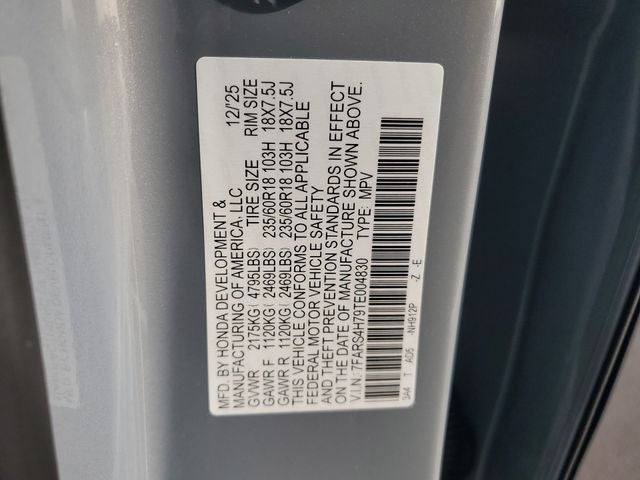 MFD. BY HONDA DEVELOPMENT &
MANUFACTURING OF AMERICA, LLC 12/'25
GVWR 2175KG( 4795LBS) TIRE SIZE RIM SIZE
GAWR F 1120KG( 2469LBS) 235/60R18 103H 18X7.5J
GAWR R 1120KG( 2469LBS) 235/60R18 103H 18X7.5J
THIS VEHICLE CONFORMS TO ALL APPLICABLE
FEDERAL MOTOR VEHICLE SAFETY
AND THEFT PREVENTION STANDARDS IN EFFECT
ON THE DATE OF MANUFACTURE SHOWN ABOVE.
V.I.N.: 7FARS4H79TE004830 TYPE: MPV
3A4 T A05 -NH912P -Z -E